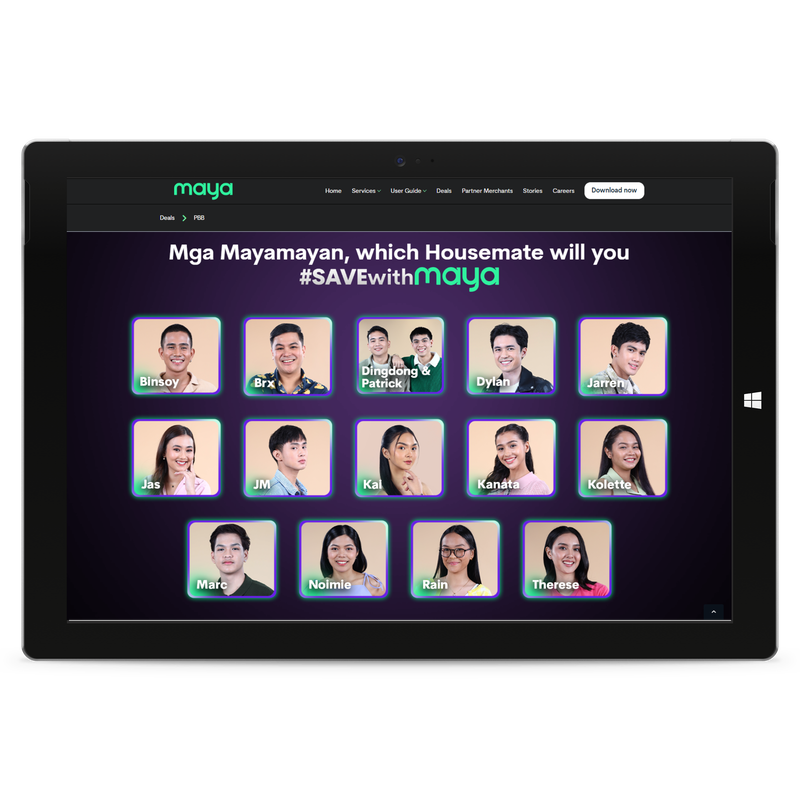 maya
Home Services User Guide Deals Partner Merchants Stories Careers Download now
Deals PBB
Mga Mayamayan, which Housemate will you
#SAVEwithmaya
Binsoy
Brx
Dingdong &
Patrick
Dylan
Jarren
Jas
JM
Kai
Kanata
Kolette
Marc
Noimie
Rain
Therese